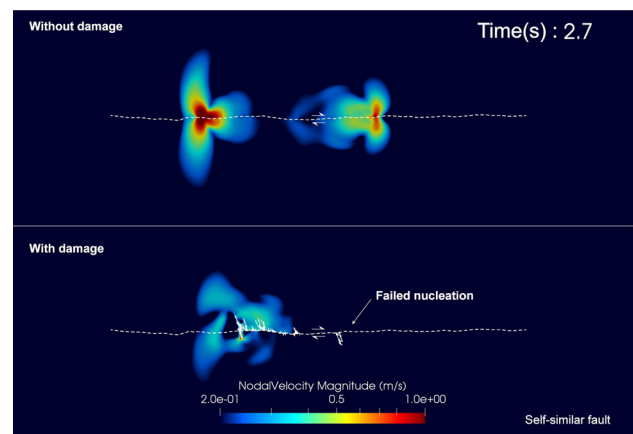 Without damage
Time(s) : 2.7
With damage
Failed nucleation
NodalVelocity Magnitude (m/s)
2.0e-01 0.5 1.0e+00
Self-similar fault